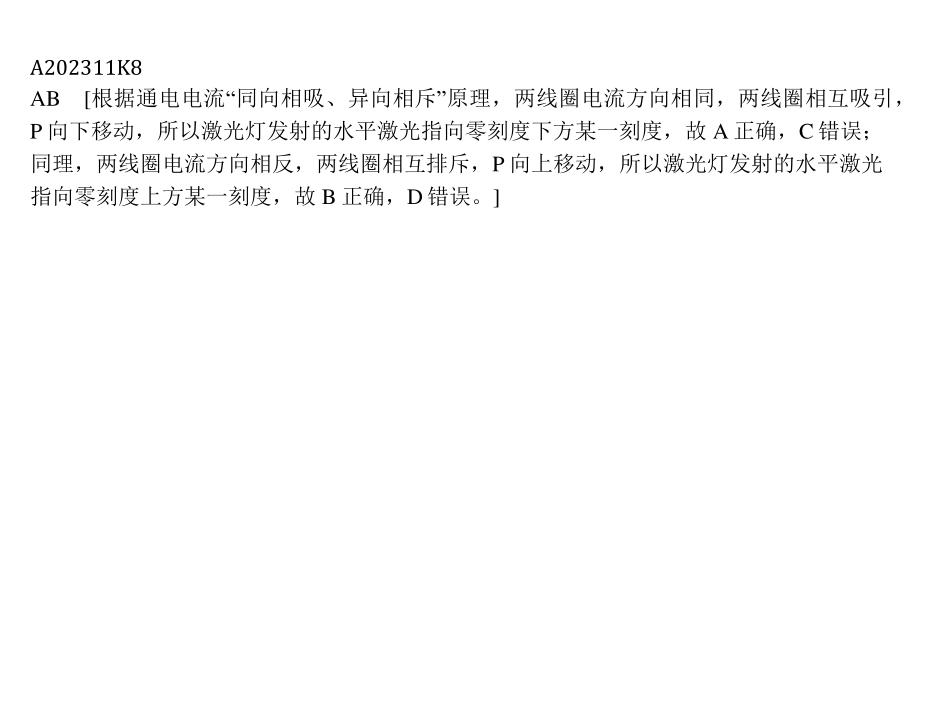 A202311K8
AB [根据通电电流“同向相吸、异向相斥”原理，两线圈电流方向相同，两线圈相互吸引，
P 向下移动，所以激光灯发射的水平激光指向零刻度下方某一刻度，故 A 正确，C 错误；
同理，两线圈电流方向相反，两线圈相互排斥，P 向上移动，所以激光灯发射的水平激光
指向零刻度上方某一刻度，故 B 正确，D 错误。]